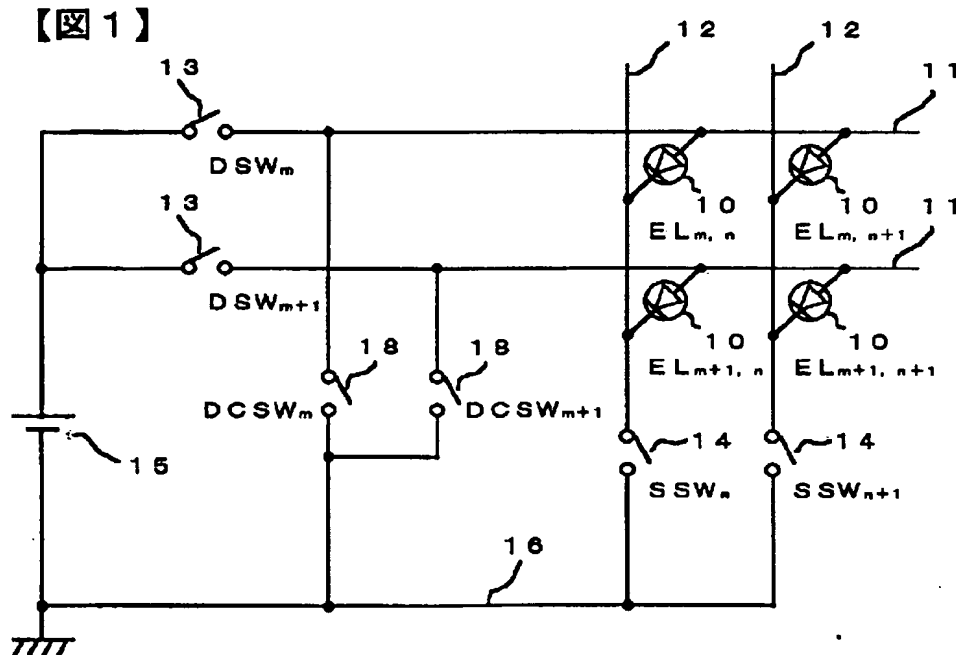 【図1】
12 12
13 11
DSWm
13 10 10
ELm, n ELm, n+1 11
DSWm+1
18 18 10 10
ELm+1, n ELm+1, n+1
DCSWm DCSWm+1
15 14 14
SSWn SSWn+1
16